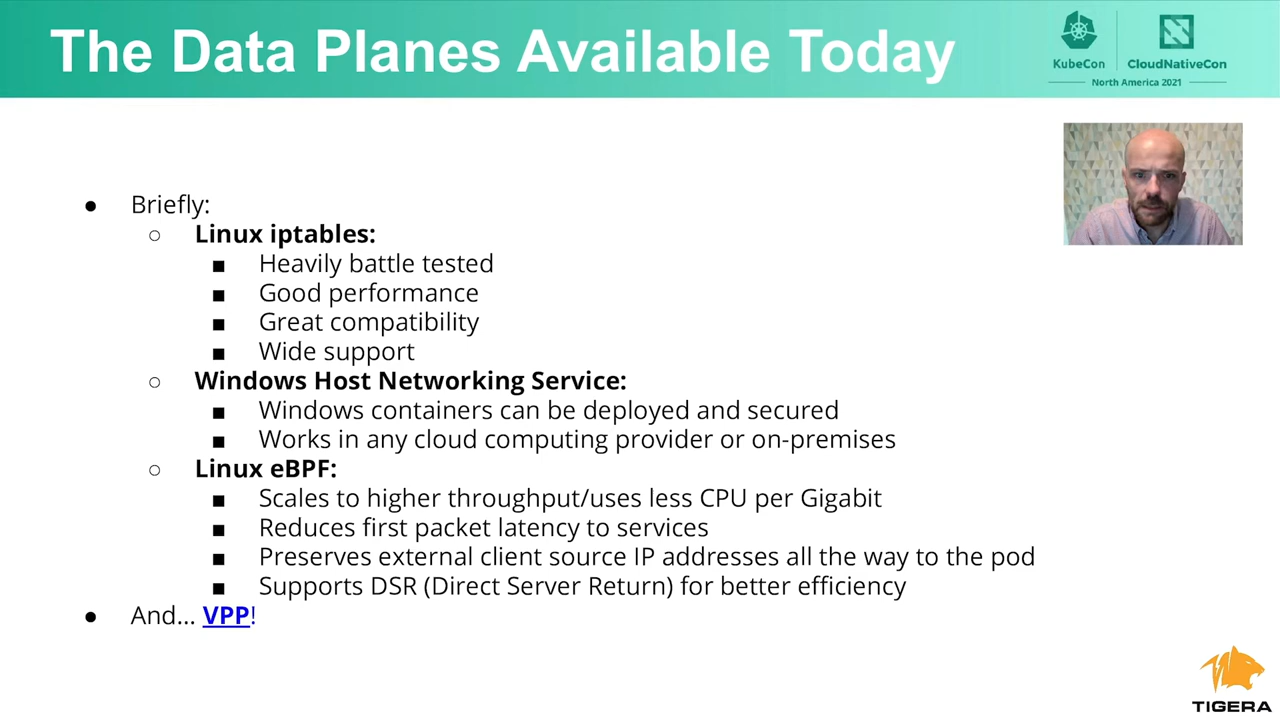 The Data Planes Available Today
KubeCon
CloudNativeCon
North America 2021
● Briefly:
○ Linux iptables:
■ Heavily battle tested
■ Good performance
■ Great compatibility
■ Wide support
○ Windows Host Networking Service:
■ Windows containers can be deployed and secured
■ Works in any cloud computing provider or on-premises
○ Linux eBPF:
■ Scales to higher throughput/uses less CPU per Gigabit
■ Reduces first packet latency to services
■ Preserves external client source IP addresses all the way to the pod
■ Supports DSR (Direct Server Return) for better efficiency
● And... VPP!
TIGERA